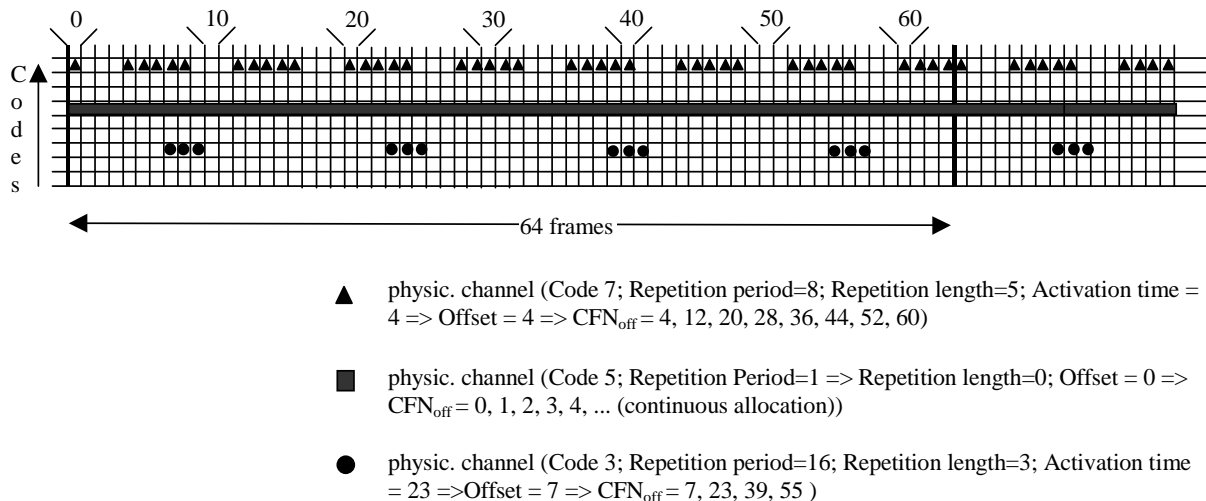 0 10 20 30 40 50 60
C
o
d
e
s
64 frames
physic. channel (Code 7; Repetition period=8; Repetition length=5; Activation time =
4 => Offset = 4 => CFNoff = 4, 12, 20, 28, 36, 44, 52, 60)
physic. channel (Code 5; Repetition Period=1 => Repetition length=0; Offset = 0 =>
CFNoff = 0, 1, 2, 3, 4, ... (continuous allocation))
physic. channel (Code 3; Repetition period=16; Repetition length=3; Activation time
= 23 =>Offset = 7 => CFNoff = 7, 23, 39, 55 )